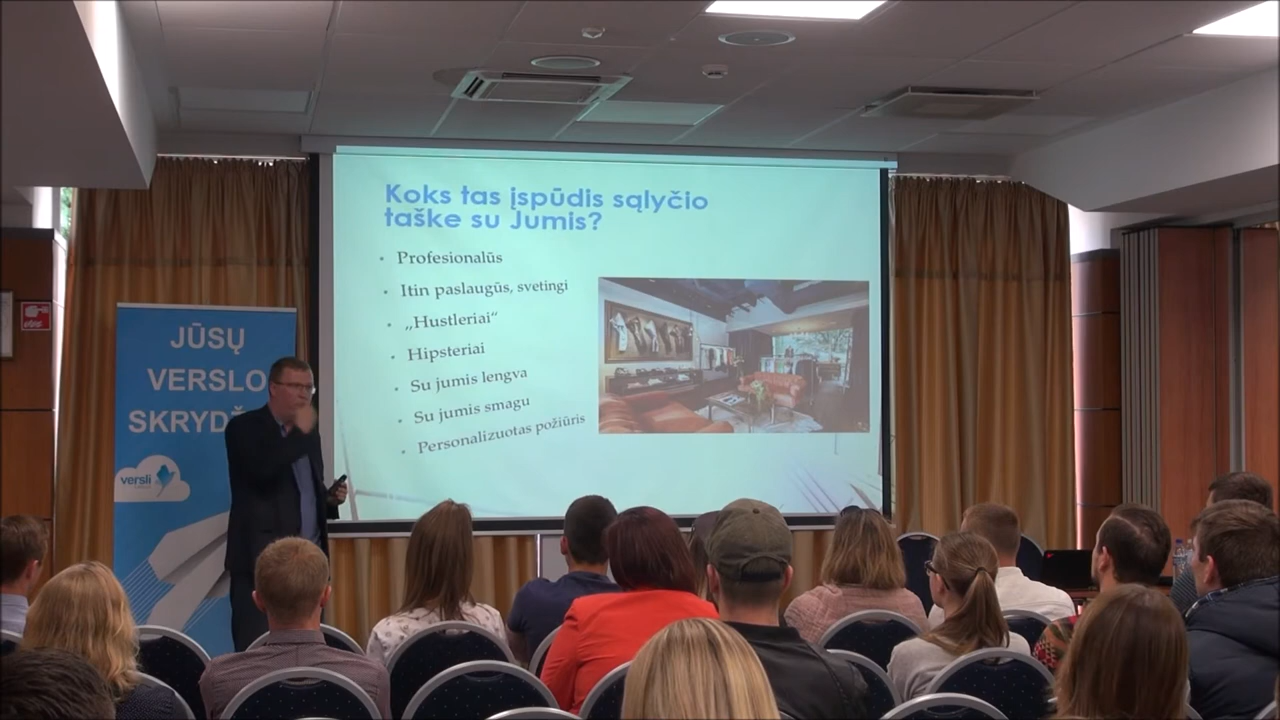 Koks tas įspūdis sąlyčio
taške su Jumis?
Profesionalūs
Itin paslaugūs, svetingi
„Hustleriai“
Hipsteriai
Su jumis lengva
Su jumis smagu
Personalizuotas požiūris
JŪSŲ
VERSLO
versli